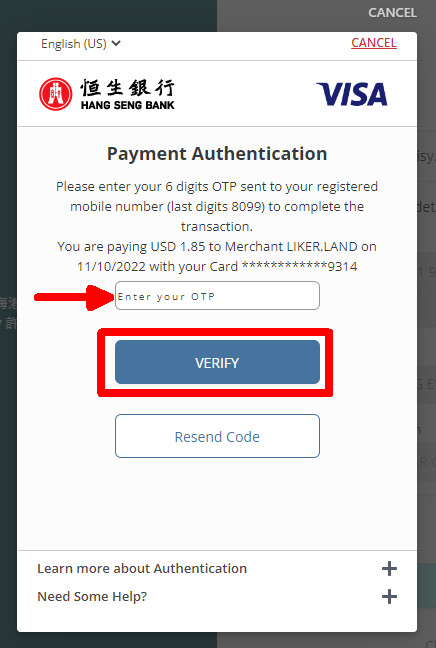 CANCEL
English (US)
CANCEL
恒生銀行
HANG SENG BANK
VISA
Payment Authentication
Please enter your 6 digits OTP sent to your registered
mobile number (last digits 8099) to complete the
transaction.
You are paying USD 1.85 to Merchant LIKER.LAND on
11/10/2022 with your Card ************9314
Enter your OTP
VERIFY
Resend Code
Learn more about Authentication
Need Some Help?